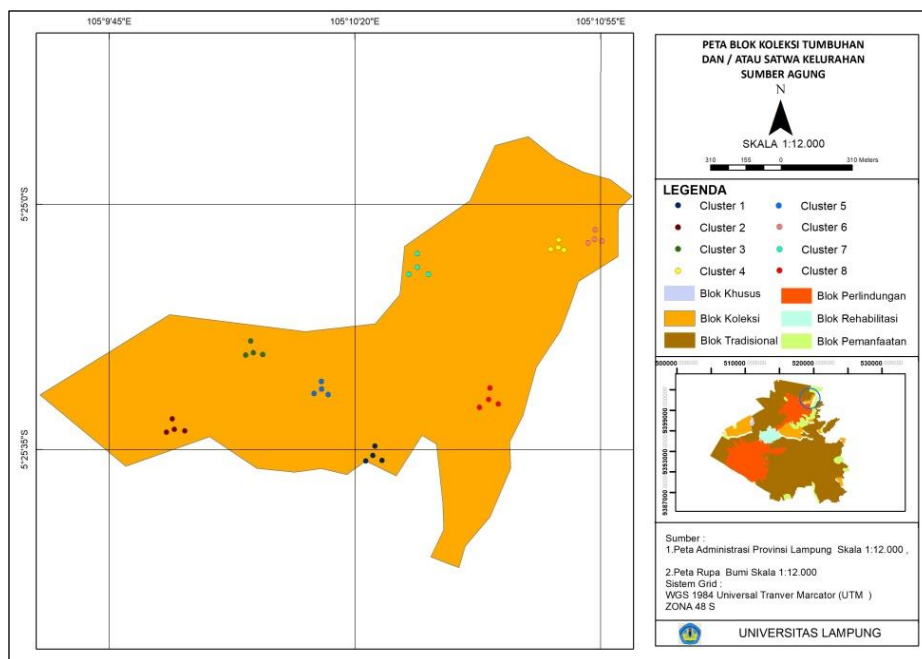 105°9'45"E 105°10'20"E 105°10'55"E
5°25'0"S
5°25'35"S
PETA BLOK KOLEKSI TUMBUHAN
DAN / ATAU SATWA KELURAHAN
SUMBER AGUNG
N
SKALA 1:12.000
310 155 0 310 Meters
LEGENDA
Cluster 1 Cluster 5
Cluster 2 Cluster 6
Cluster 3 Cluster 7
Cluster 4 Cluster 8
Blok Khusus Blok Perlindungan
Blok Koleksi Blok Rehabilitasi
Blok Tradisional Blok Pemanfaatan
510000 520000 530000
9399000
9393000
9387000
Sumber :
1.Peta Administrasi Provinsi Lampung Skala 1:12.000 ,
2.Peta Rupa Bumi Skala 1:12.000
Sistem Grid :
WGS 1984 Universal Tranver Marcator (UTM )
ZONA 48 S
UNIVERSITAS LAMPUNG